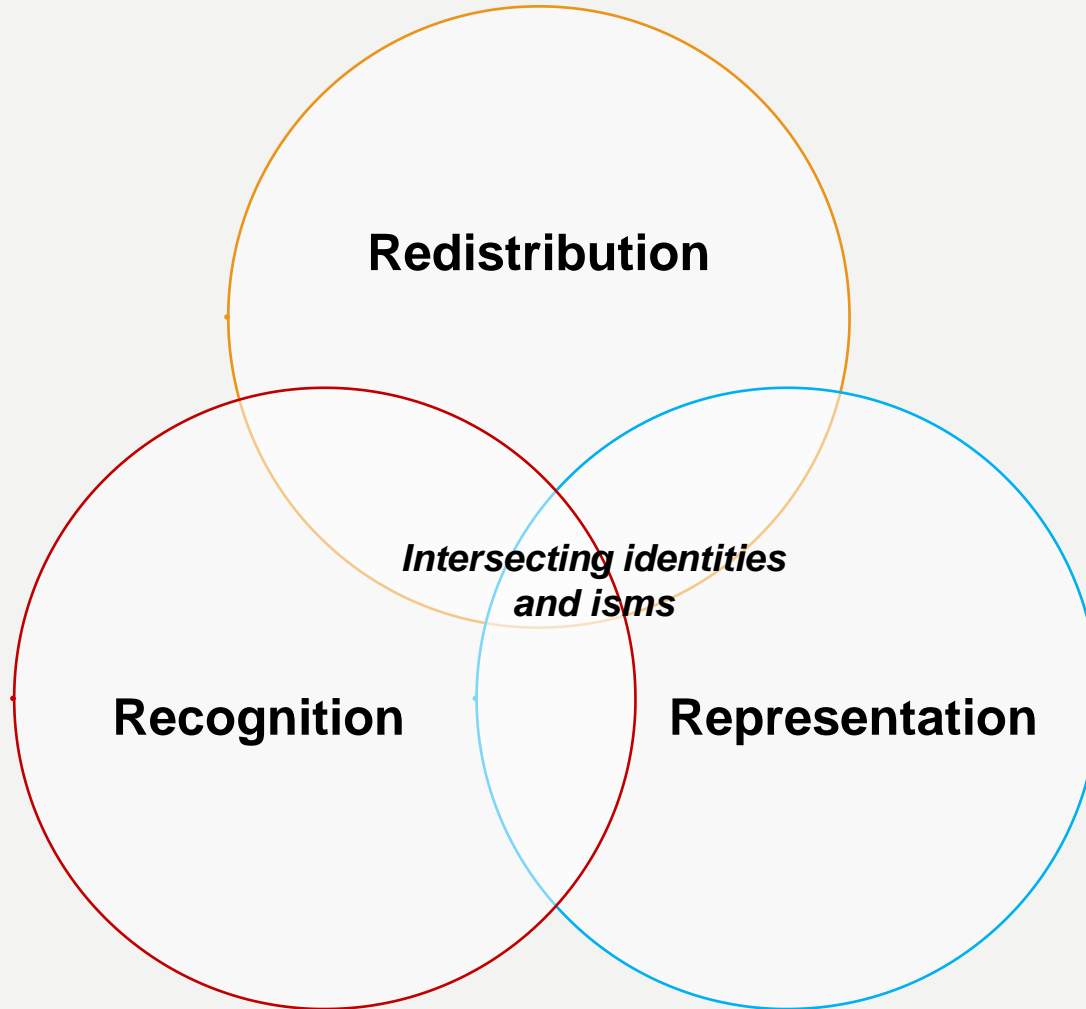 Redistribution
Intersecting identities
and isms
Recognition
Representation